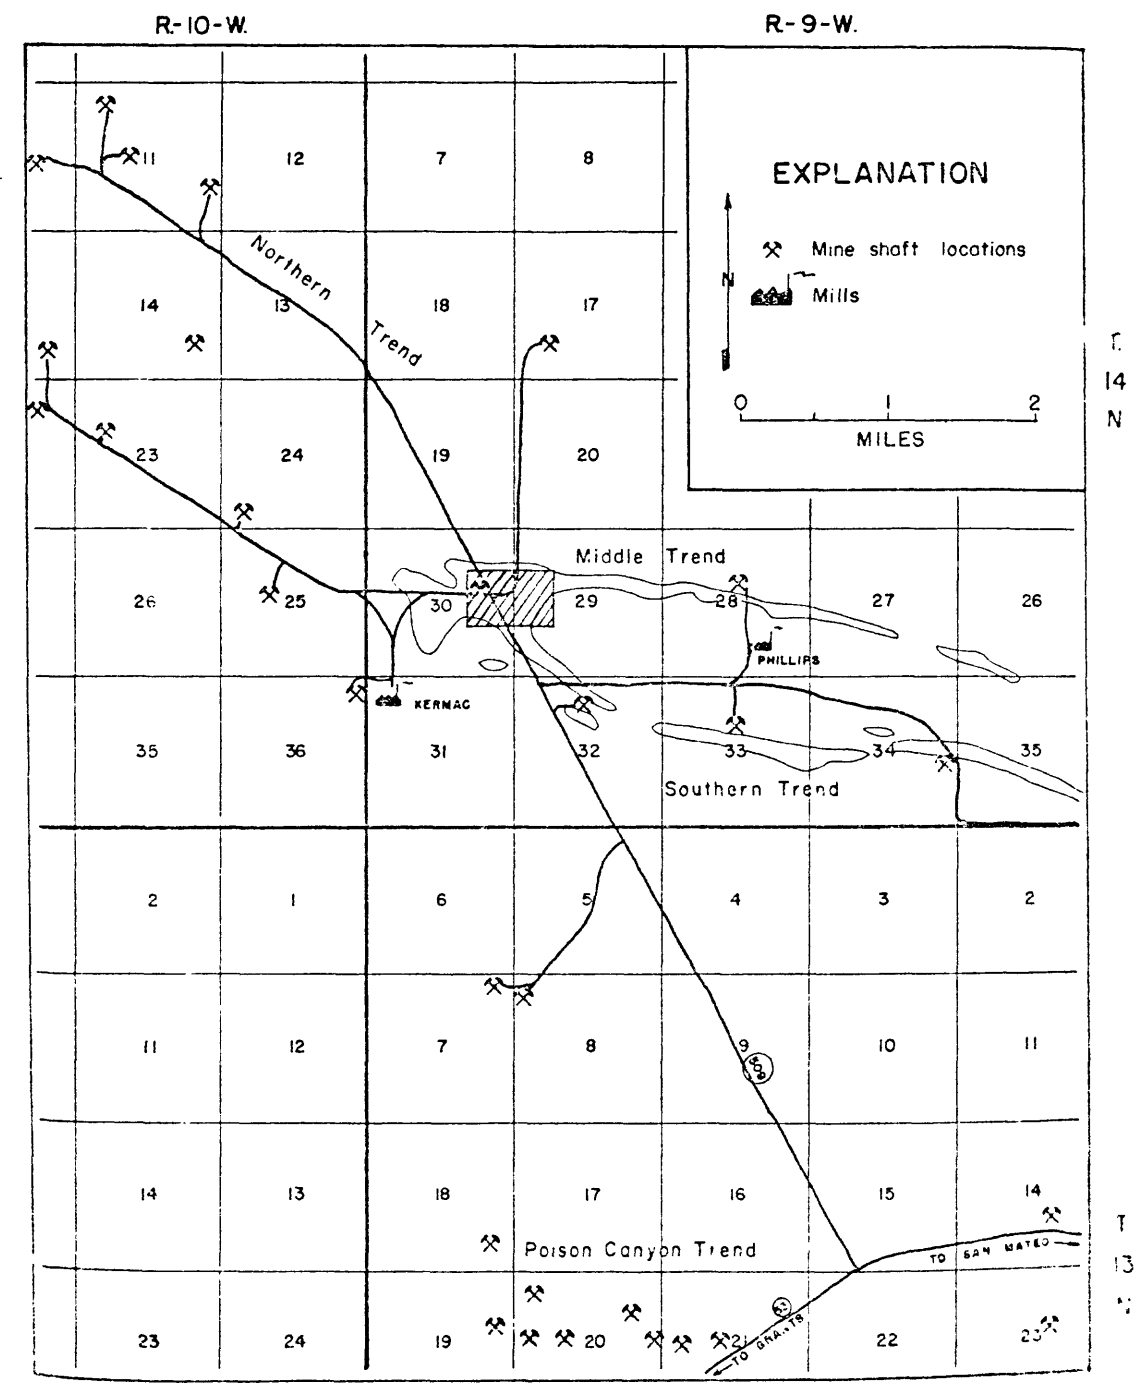 R.-10-W. R.-9-W.
11 12 7 8
EXPLANATION
Mine shaft locations
N
Mills
Northern
Trend
14 13 18 17
T.
14
N
0 1 2
MILES
23 24 19 20
Middle Trend
26 25 30 29 28 27 26
PHILLIPS
KERMAC
35 36 31 32 33 34 35
Southern Trend
2 1 6 5 4 3 2
11 12 7 8 9 10 11
509
14 13 18 17 16 15 14
T
13
Poison Canyon Trend
TO SAN MATEO
53
TO GRANTS
23 24 19 20 21 22 23